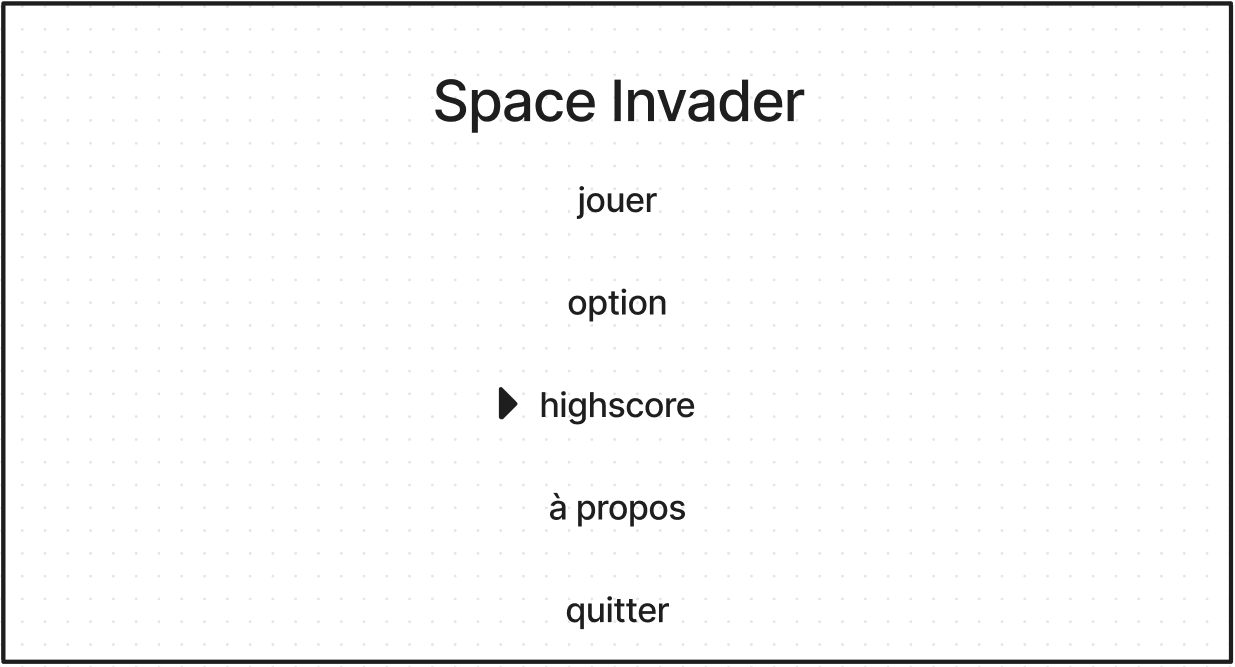 Space Invader
jouer
option
highscore
à propos
quitter